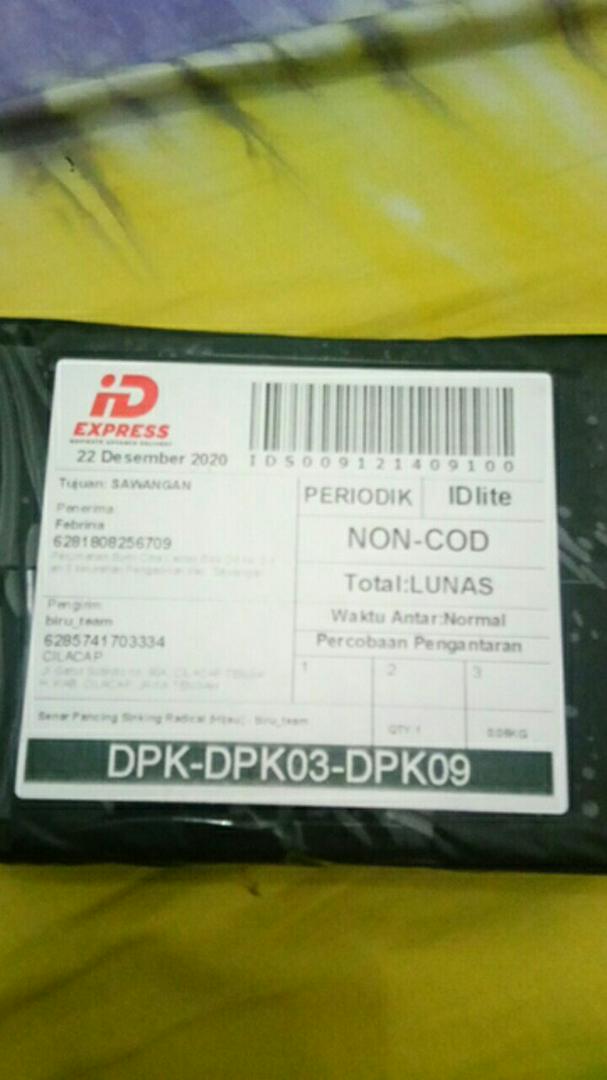 iD
EXPRESS
22 Desember 2020
IDS009121409100
Tujuan: SAWANGAN
PERIODIK
IDlite
Penerima
Febrina
6281808256709
NON-COD
Total:LUNAS
Waktu Antar:Normal
Percobaan Pengantaran
1
2
3
Pengirim
biru_team
6285741703334
CILACAP
Senar Pancing Sinking Radical (Hijau) - biru_team
QTY:1
DPK-DPK03-DPK09